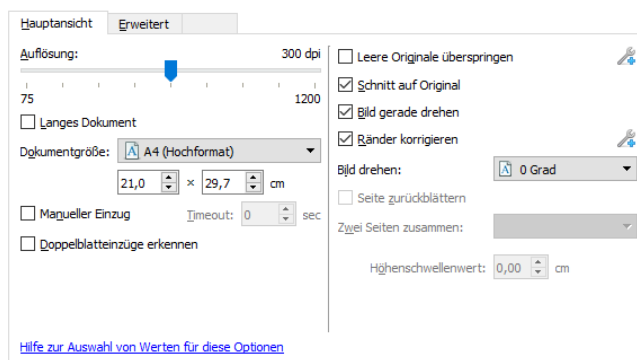 Hauptansicht
Erweitert
Auflösung:
300 dpi
75
1200
Langes Dokument
Dokumentgröße:
A4 (Hochformat)
21,0 × 29,7 cm
Manueller Einzug
Timeout: 0 sec
Doppelblatteinzüge erkennen
Leere Originale überspringen
Schnitt auf Original
Bild gerade drehen
Ränder korrigieren
Bild drehen:
0 Grad
Seite zurückblättern
Zwei Seiten zusammen:
Höhenschwellenwert: 0,00 cm
Hilfe zur Auswahl von Werten für diese Optionen